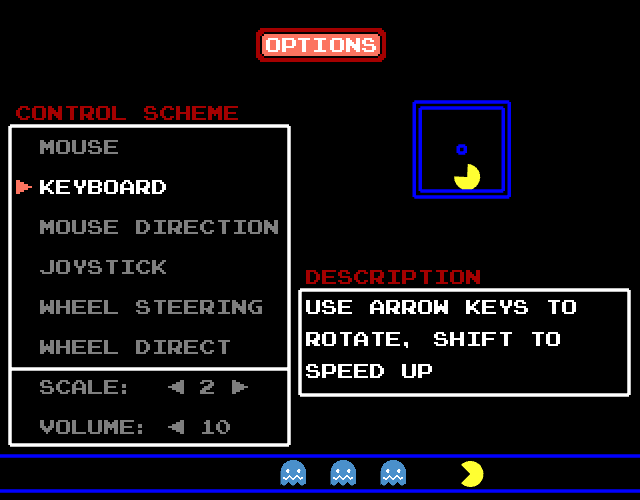 OPTIONS
CONTROL SCHEME
MOUSE
KEYBOARD
MOUSE DIRECTION
JOYSTICK
WHEEL STEERING
WHEEL DIRECT
SCALE: ◀ 2 ▶
VOLUME: ◀ 10
DESCRIPTION
USE ARROW KEYS TO
ROTATE, SHIFT TO
SPEED UP